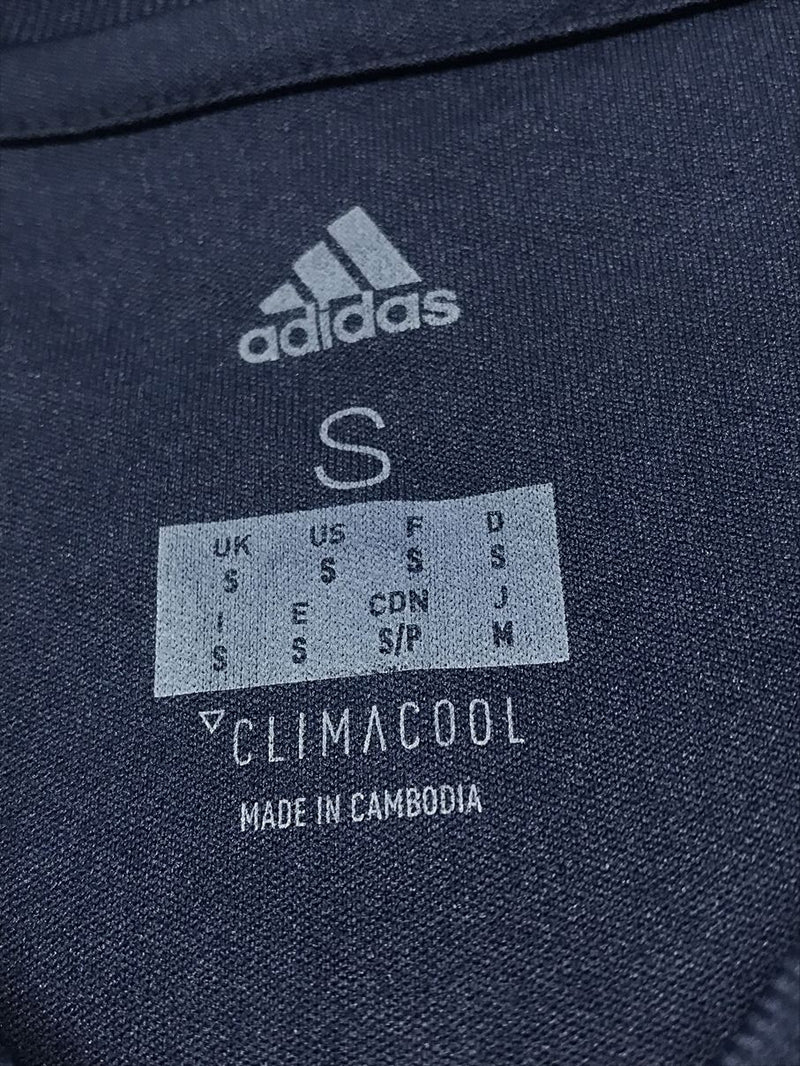 adidas
S
UK US F D
S S S S
I E CDN J
S S S/P M
CLIMACOOL
MADE IN CAMBODIA